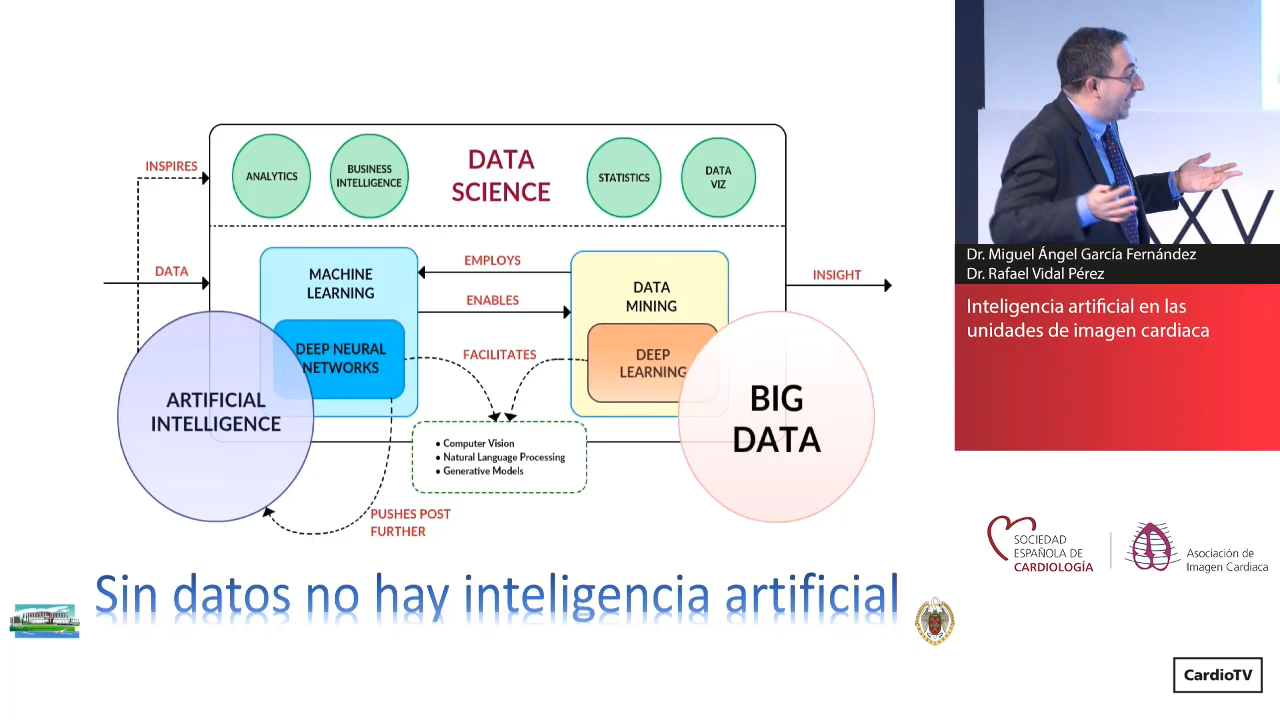 DATA
SCIENCE
ANALYTICS
BUSINESS
INTELLIGENCE
STATISTICS
DATA
VIZ
INSPIRES
DATA
MACHINE
LEARNING
EMPLOYS
ENABLES
DATA
MINING
INSIGHT
DEEP NEURAL
NETWORKS
FACILITATES
DEEP
LEARNING
ARTIFICIAL
INTELLIGENCE
BIG
DATA
• Computer Vision
• Natural Language Processing
• Generative Models
PUSHES POST
FURTHER
Sin datos no hay inteligencia artificial
XV
Dr. Miguel Ángel García Fernández
Dr. Rafael Vidal Pérez
Inteligencia artificial en las
unidades de imagen cardiaca
SOCIEDAD
ESPAÑOLA DE
CARDIOLOGÍA
Asociación de
Imagen Cardiaca
CardioTV